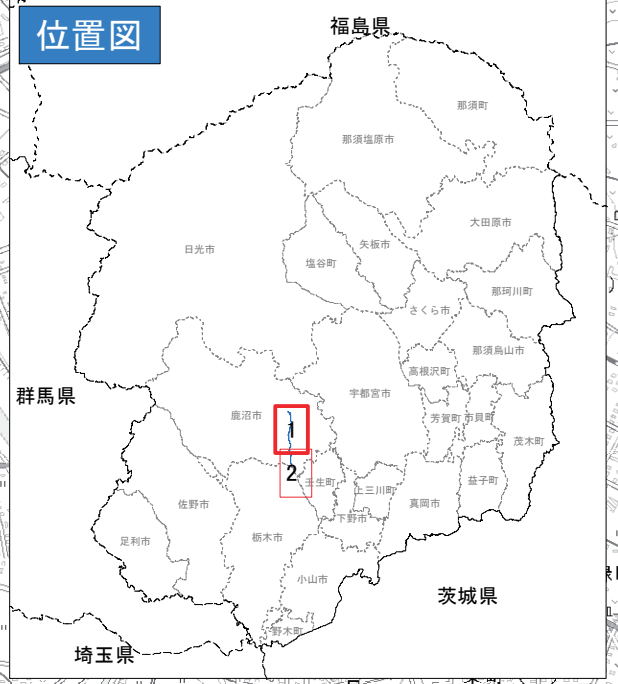 位置図
福島県
那須町
那須塩原市
大田原市
矢板市
日光市
塩谷町
那珂川町
さくら市
那須烏山市
高根沢町
宇都宮市
群馬県
鹿沼市
芳賀町
市貝町
1
茂木町
2
壬生町
益子町
上三川町
佐野市
真岡市
下野市
栃木市
足利市
小山市
茨城県
野木町
埼玉県